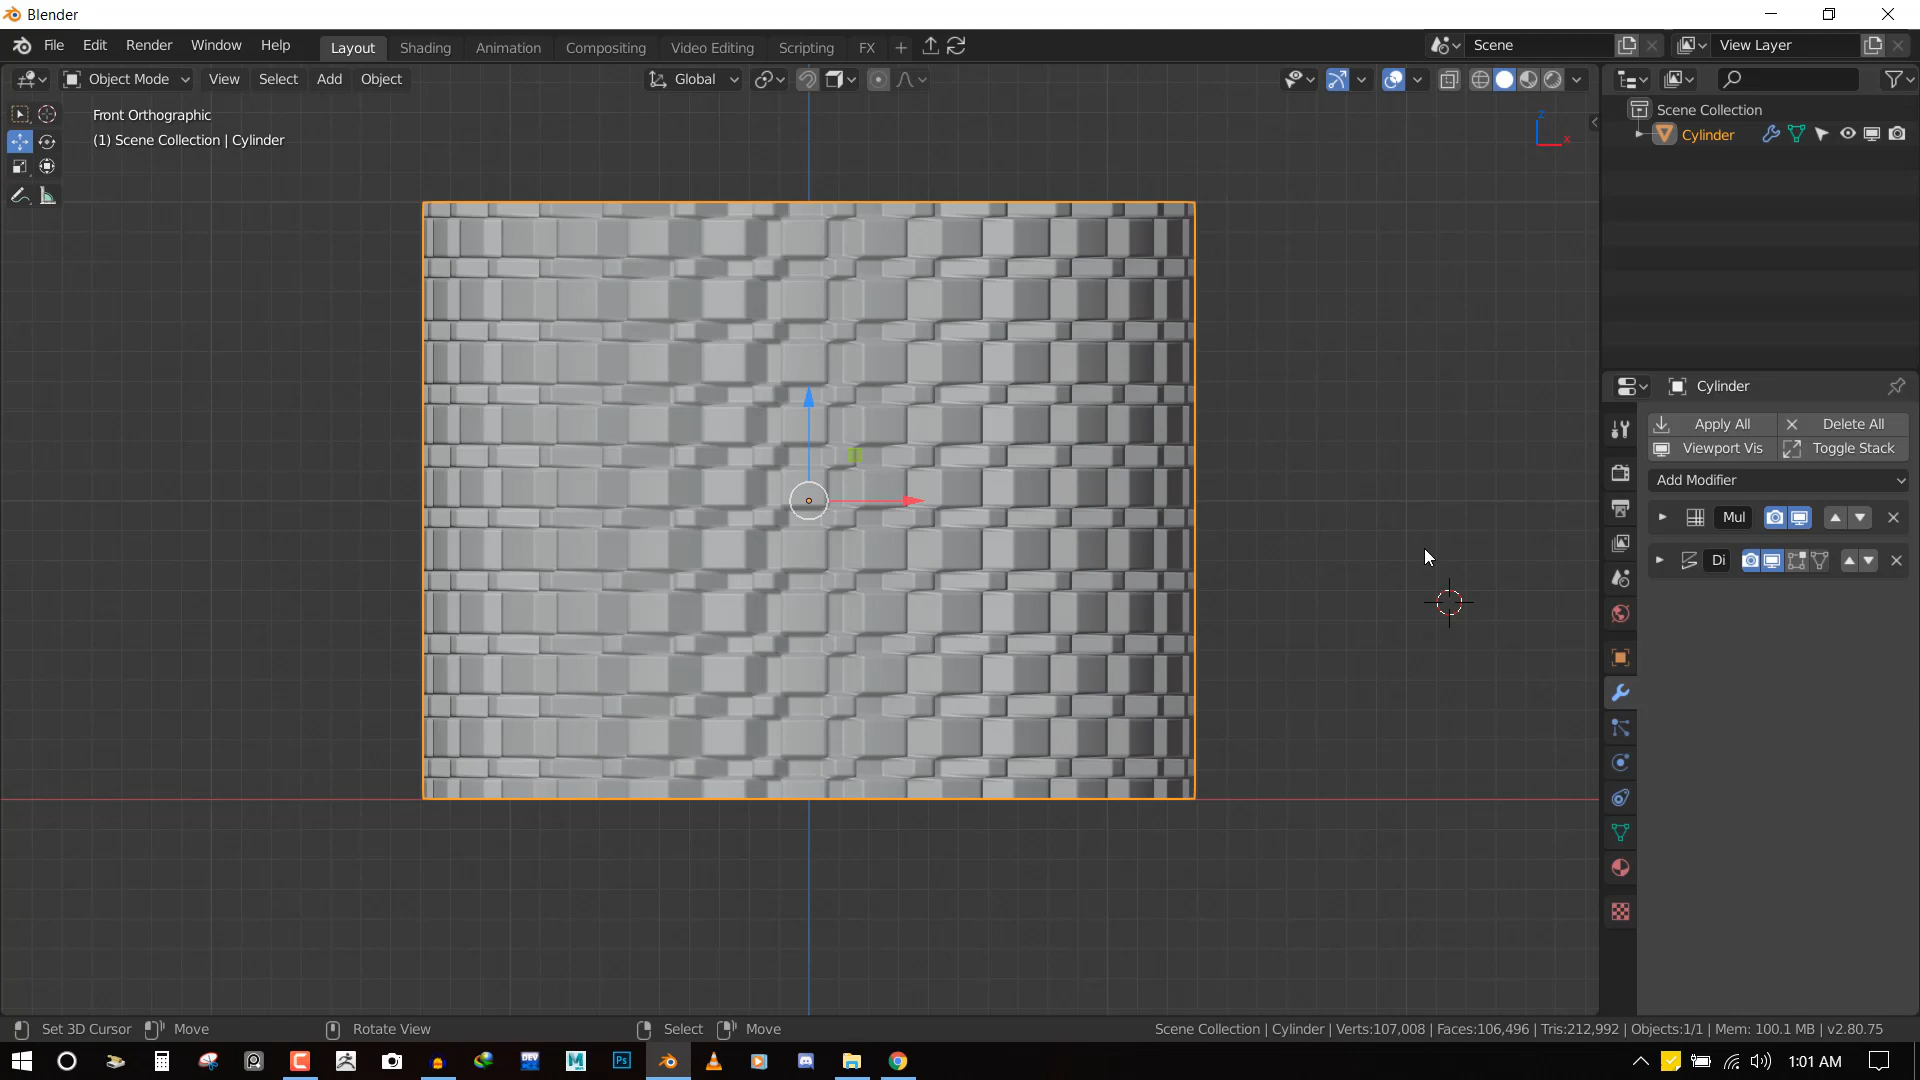 Blender
File Edit Render Window Help Layout Shading Animation Compositing Video Editing Scripting FX + Scene View Layer
Object Mode View Select Add Object Global
Front Orthographic
(1) Scene Collection | Cylinder
z
x
Scene Collection
Cylinder
Cylinder
Apply All Delete All
Viewport Vis Toggle Stack
Add Modifier
Mul
Di
Set 3D Cursor Move Rotate View Select Move Scene Collection | Cylinder | Verts:107,008 | Faces:106,496 | Tris:212,992 | Objects:1/1 | Mem: 100.1 MB | v2.80.75
DEV
M
Ps
1:01 AM